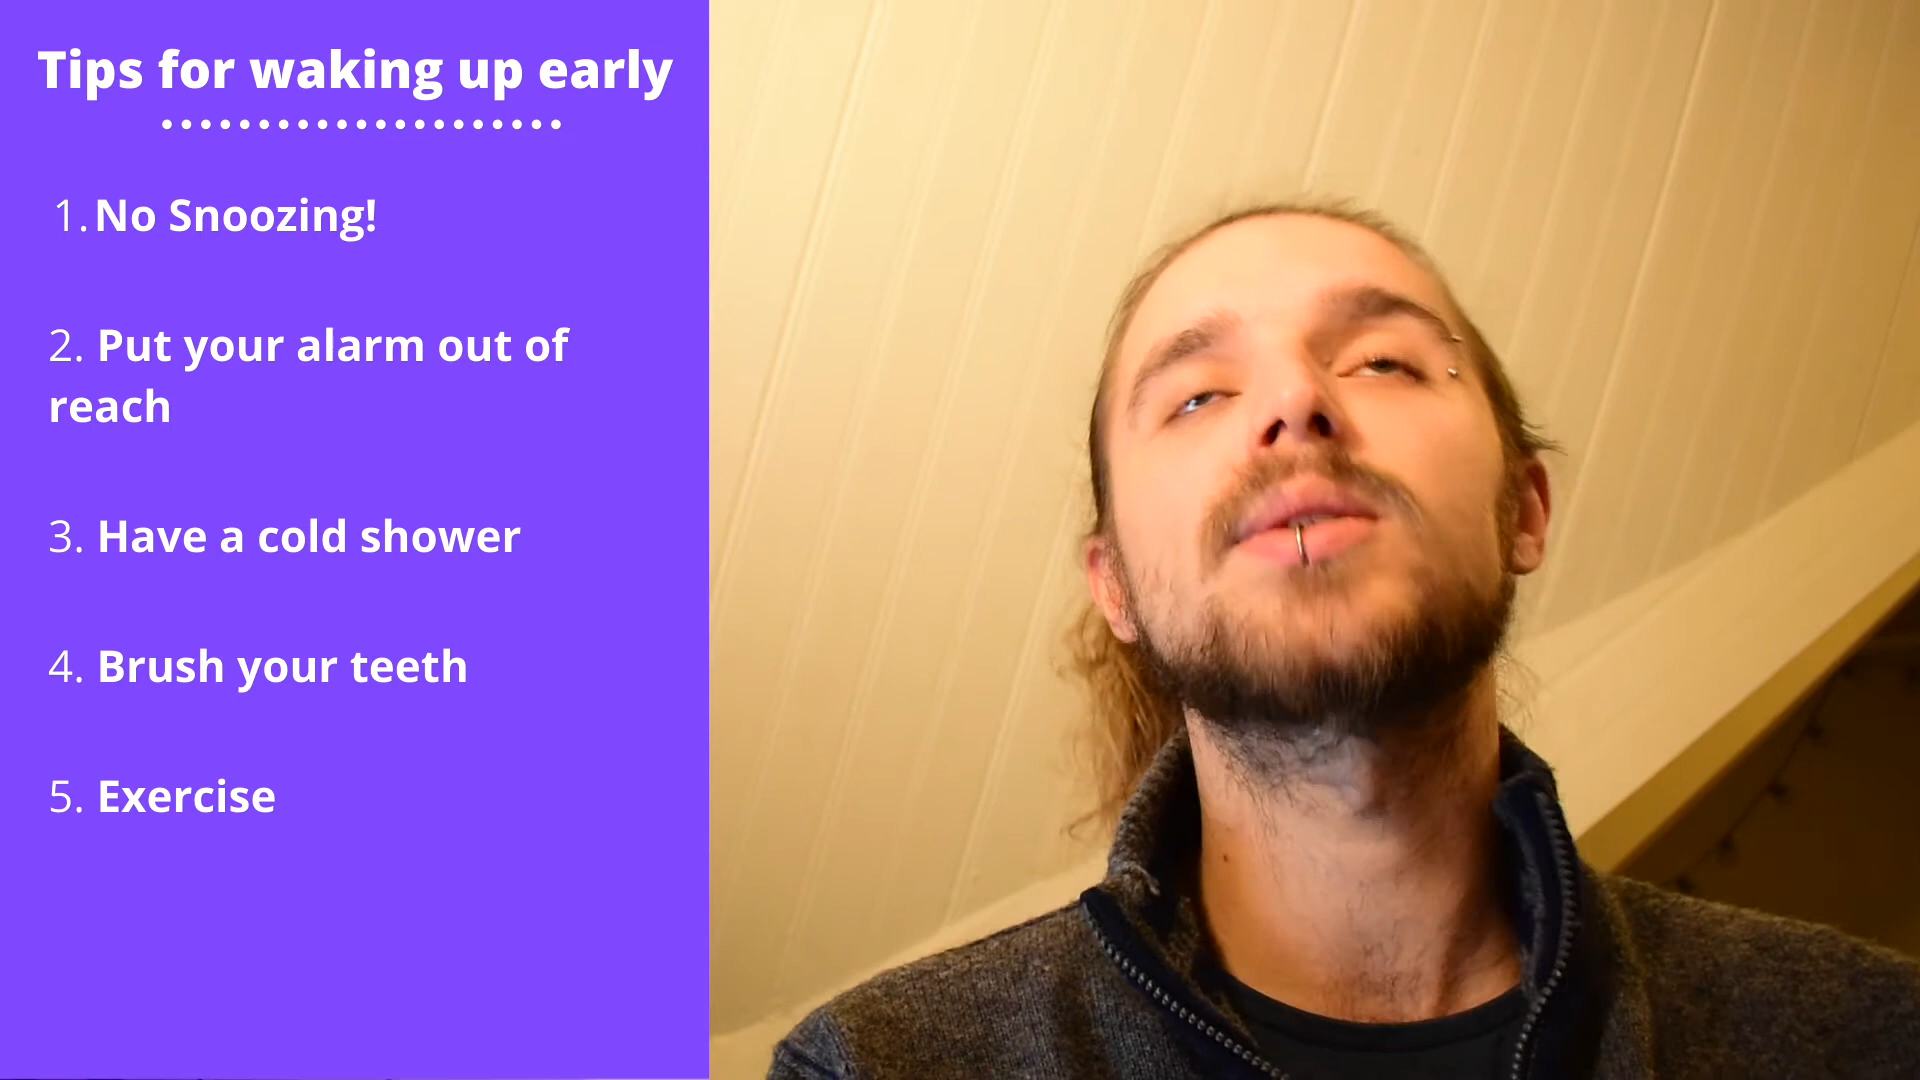 Tips for waking up early
1. No Snoozing!
2. Put your alarm out of
reach
3. Have a cold shower
4. Brush your teeth
5. Exercise